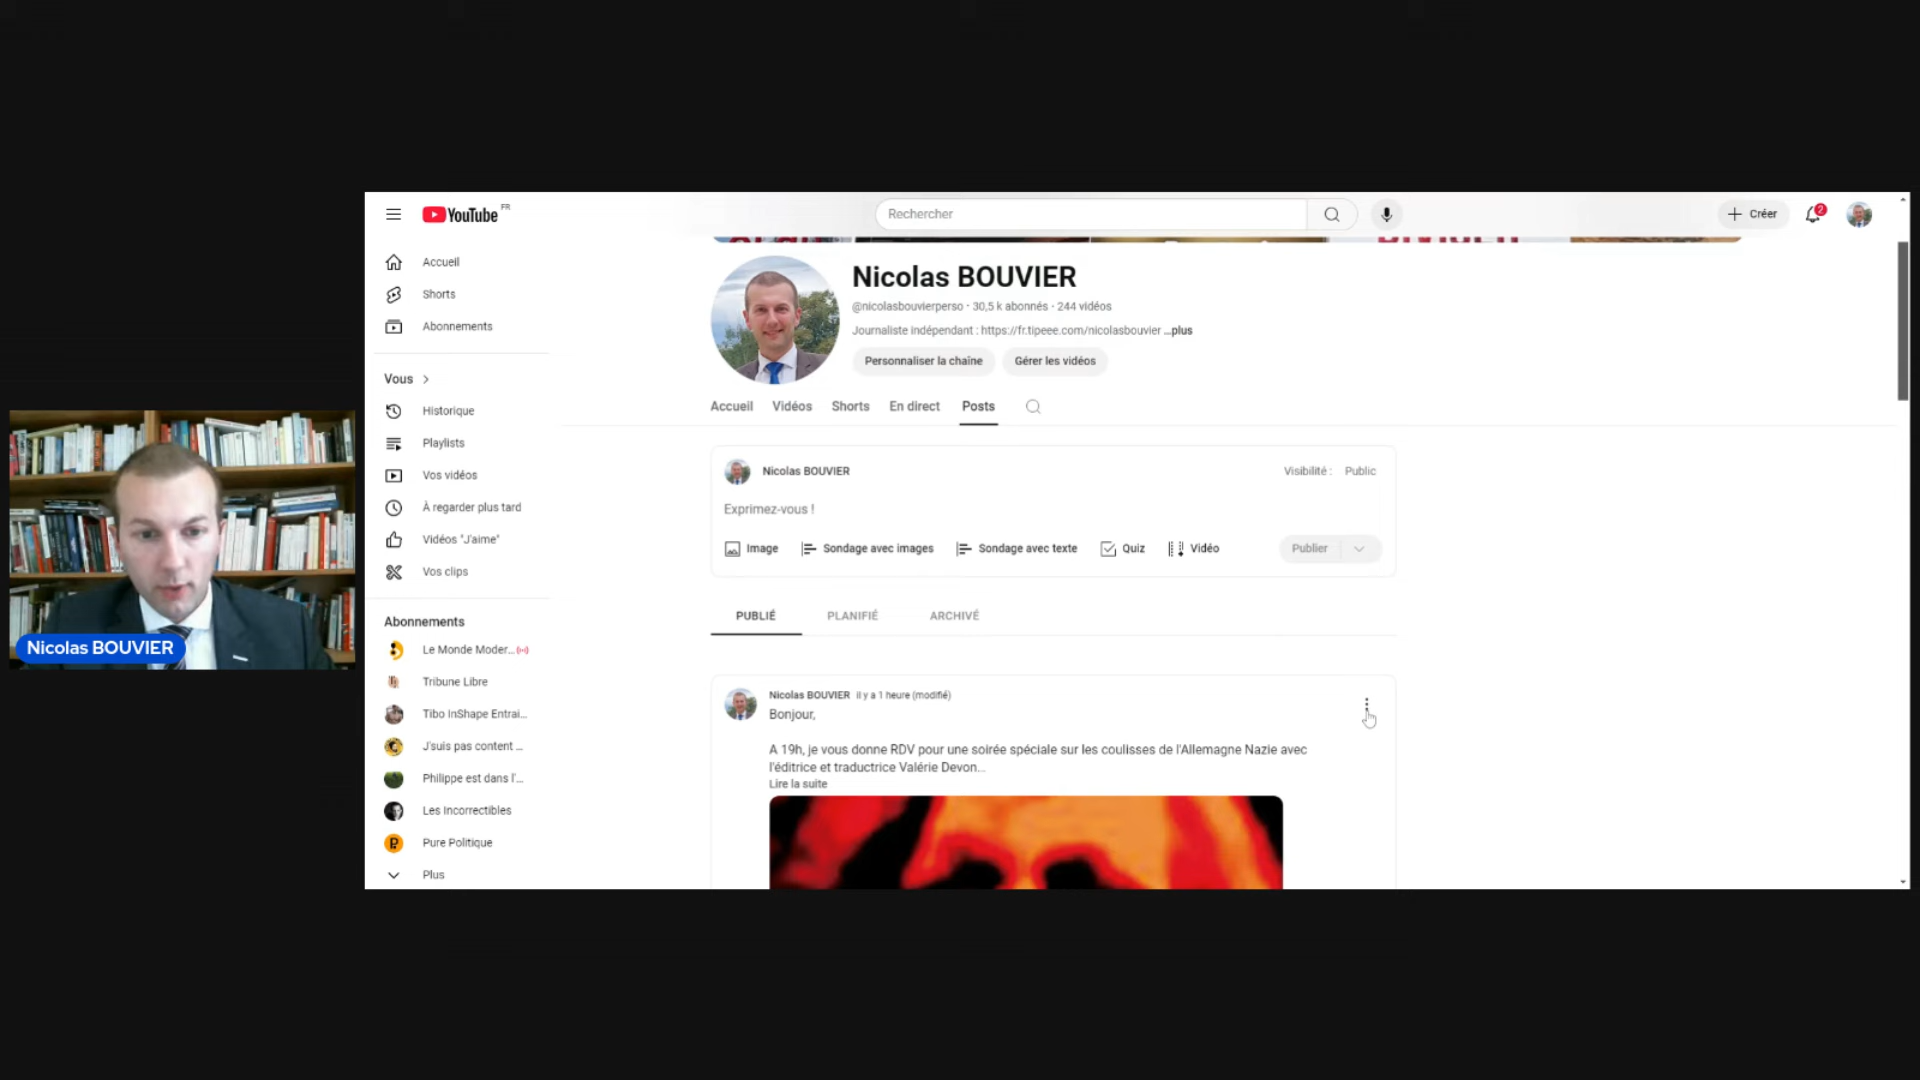 YouTube FR
Rechercher
Créer
2
Accueil
Shorts
Abonnements
Vous
Historique
Playlists
Vos vidéos
À regarder plus tard
Vidéos "J'aime"
Vos clips
Abonnements
Le Monde Moder...
Tribune Libre
Tibo InShape Entrai...
J'suis pas content ...
Philippe est dans l'...
Les Incorrectibles
Pure Politique
Plus
Nicolas BOUVIER
@nicolasbouvierperso · 30,5 k abonnés · 244 vidéos
Journaliste indépendant : https://fr.tipeee.com/nicolasbouvier ...plus
Personnaliser la chaîne
Gérer les vidéos
Accueil Vidéos Shorts En direct Posts
Nicolas BOUVIER
Visibilité : Public
Exprimez-vous !
Image Sondage avec images Sondage avec texte Quiz Vidéo
Publier
PUBLIÉ PLANIFIÉ ARCHIVÉ
Nicolas BOUVIER il y a 1 heure (modifié)
Bonjour,
A 19h, je vous donne RDV pour une soirée spéciale sur les coulisses de l'Allemagne Nazie avec
l'éditrice et traductrice Valérie Devon...
Lire la suite
Nicolas BOUVIER